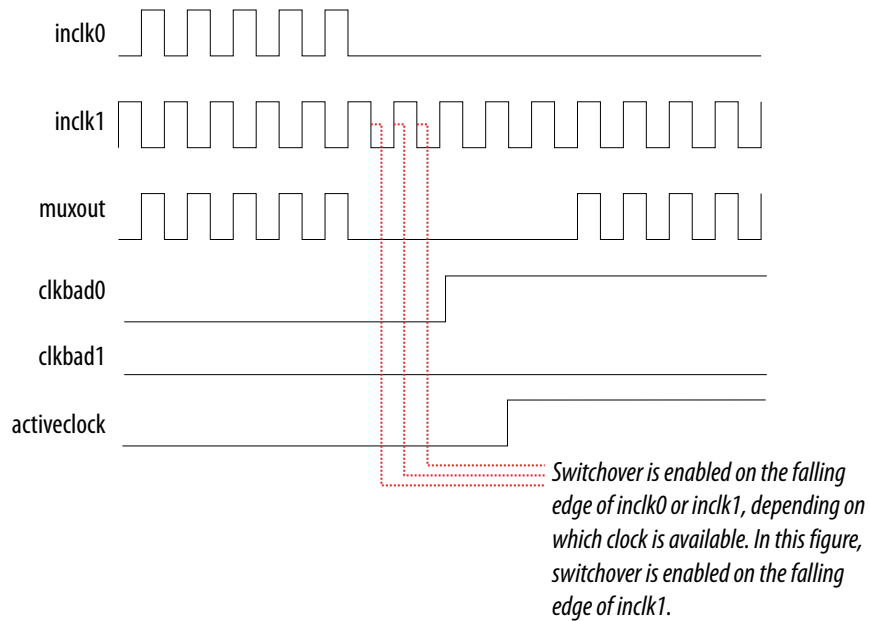 inclk0
inclk1
muxout
clkbad0
clkbad1
activeclock
Switchover is enabled on the falling
edge of inclk0 or inclk1, depending on
which clock is available. In this figure,
switchover is enabled on the falling
edge of inclk1.